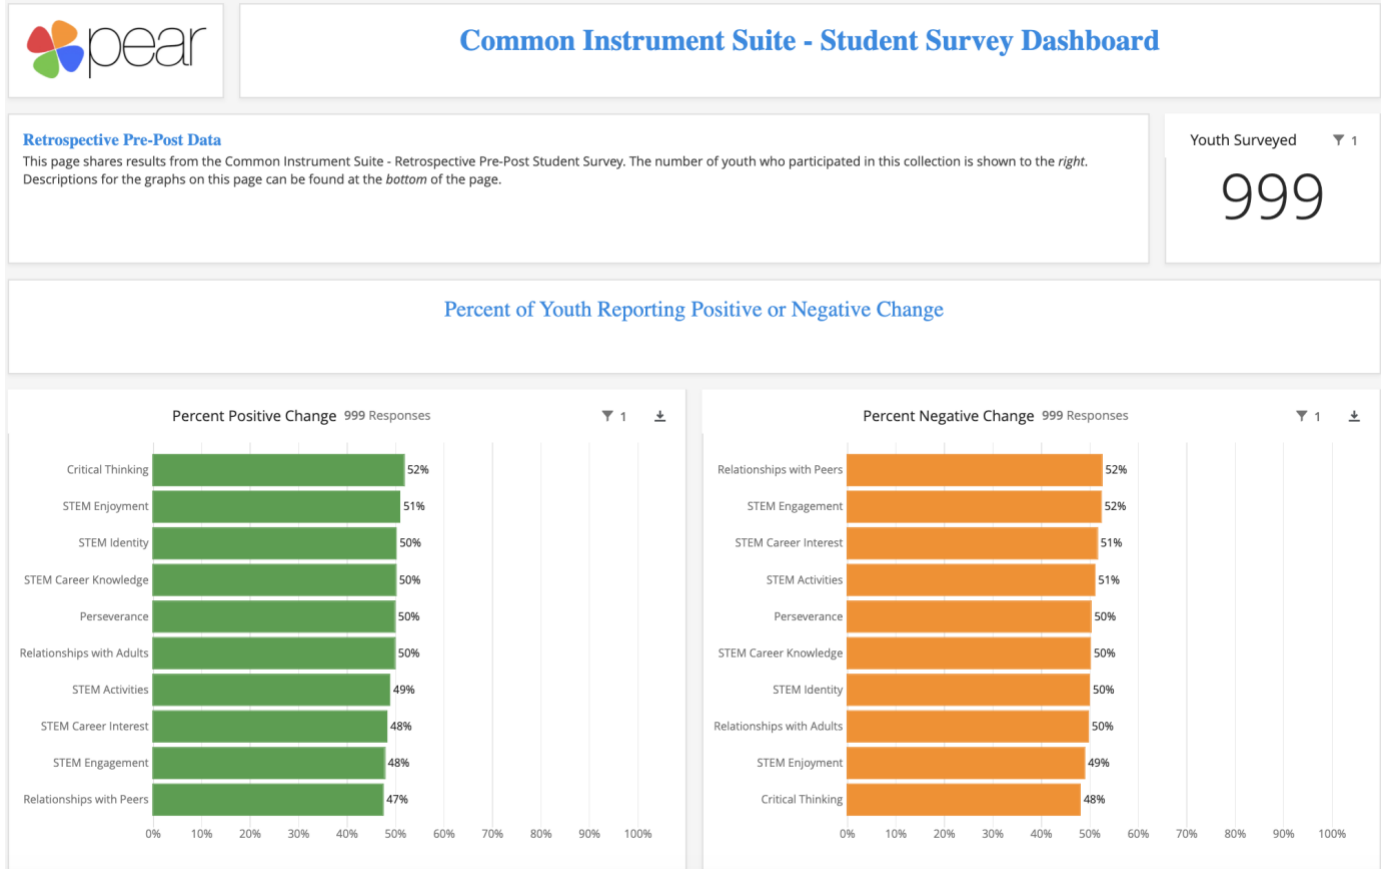 pear
Common Instrument Suite - Student Survey Dashboard
Retrospective Pre-Post Data
This page shares results from the Common Instrument Suite - Retrospective Pre-Post Student Survey. The number of youth who participated in this collection is shown to the right.
Descriptions for the graphs on this page can be found at the bottom of the page.
Youth Surveyed 1
999
Percent of Youth Reporting Positive or Negative Change
Percent Positive Change 999 Responses 1
Critical Thinking 52%
STEM Enjoyment 51%
STEM Identity 50%
STEM Career Knowledge 50%
Perseverance 50%
Relationships with Adults 50%
STEM Activities 49%
STEM Career Interest 48%
STEM Engagement 48%
Relationships with Peers 47%
0% 10% 20% 30% 40% 50% 60% 70% 80% 90% 100%
Percent Negative Change 999 Responses 1
Relationships with Peers 52%
STEM Engagement 52%
STEM Career Interest 51%
STEM Activities 51%
Perseverance 50%
STEM Career Knowledge 50%
STEM Identity 50%
Relationships with Adults 50%
STEM Enjoyment 49%
Critical Thinking 48%
0% 10% 20% 30% 40% 50% 60% 70% 80% 90% 100%